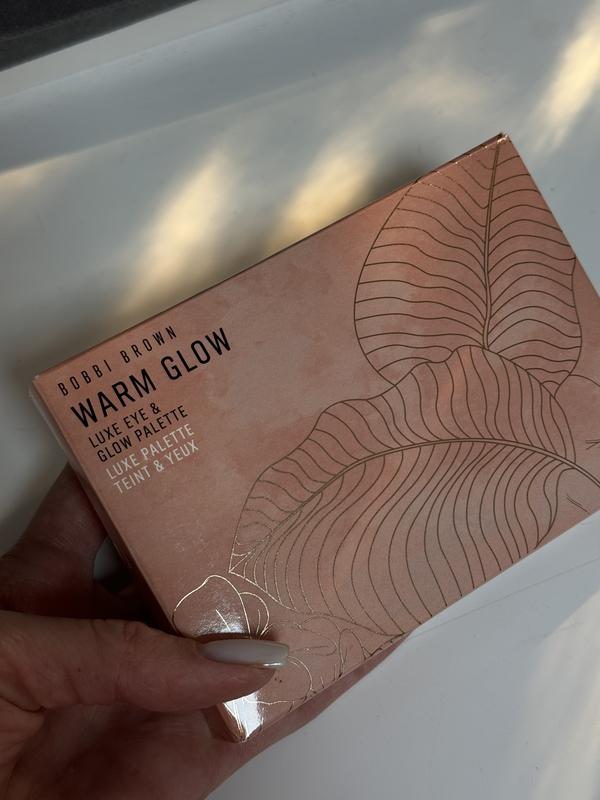 BOBBI BROWN
WARM GLOW
LUXE EYE &
GLOW PALETTE
LUXE PALETTE
TEINT & YEUX